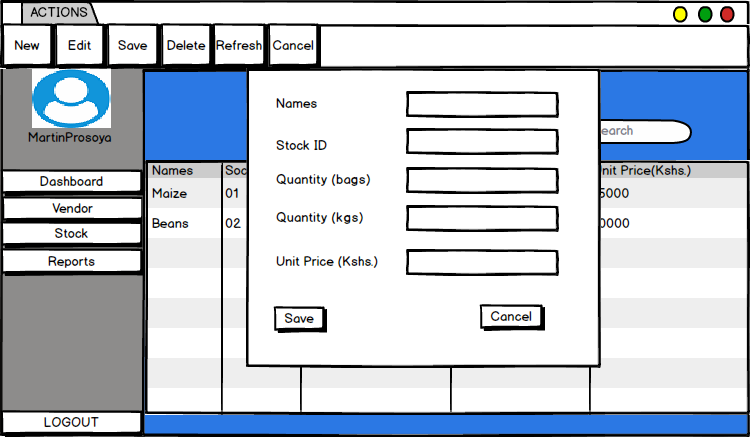 ACTIONS
New Edit Save Delete Refresh Cancel
MartinProsoya
Dashboard
Vendor
Stock
Reports
LOGOUT
Names
Stock ID
Quantity (bags)
Quantity (kgs)
Unit Price (Kshs.)
Save Cancel
earch
Names Soc nit Price(Kshs.)
Maize 01 5000
Beans 02 0000